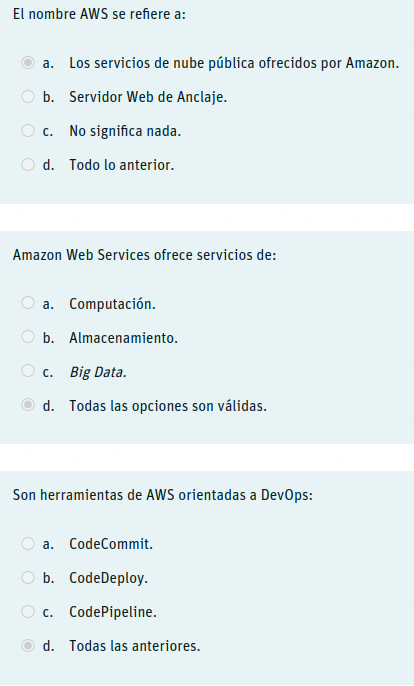 El nombre AWS se refiere a:
a. Los servicios de nube pública ofrecidos por Amazon.
b. Servidor Web de Anclaje.
c. No significa nada.
d. Todo lo anterior.
Amazon Web Services ofrece servicios de:
a. Computación.
b. Almacenamiento.
c. Big Data.
d. Todas las opciones son válidas.
Son herramientas de AWS orientadas a DevOps:
a. CodeCommit.
b. CodeDeploy.
c. CodePipeline.
d. Todas las anteriores.